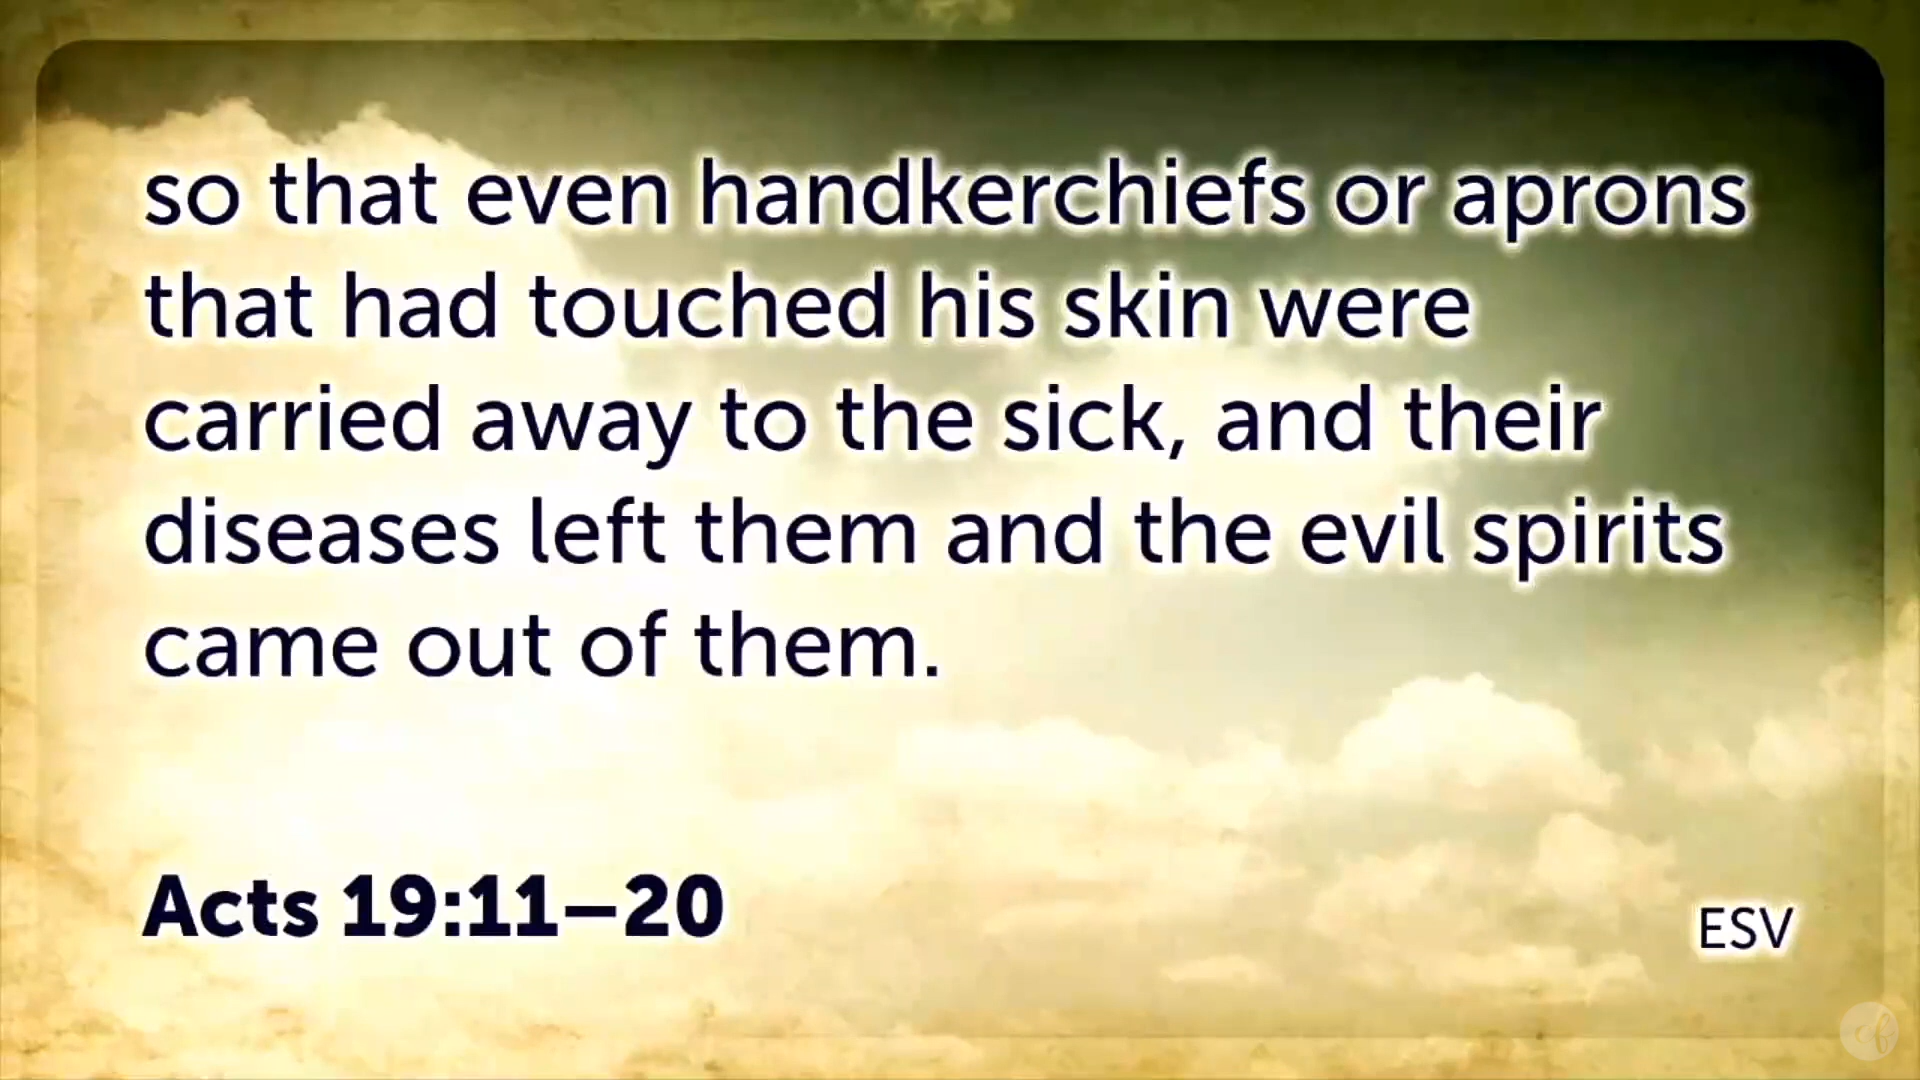 so that even handkerchiefs or aprons
that had touched his skin were
carried away to the sick, and their
diseases left them and the evil spirits
came out of them.
Acts 19:11–20
ESV